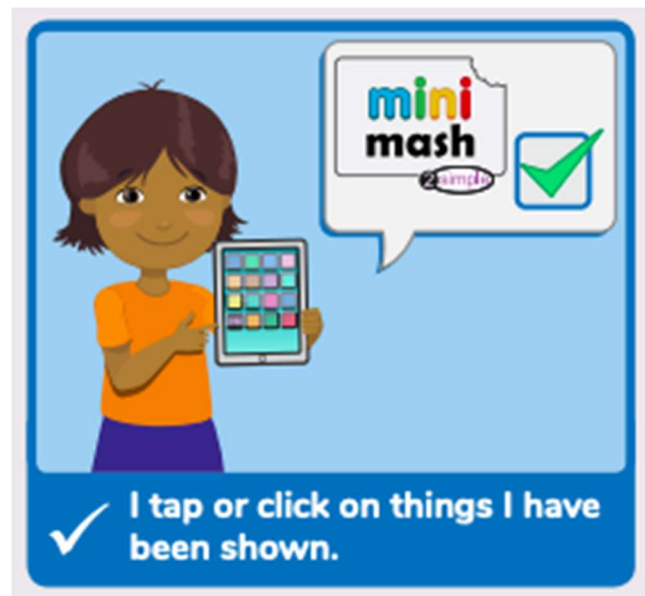 mini
mash
2simple
I tap or click on things I have
been shown.